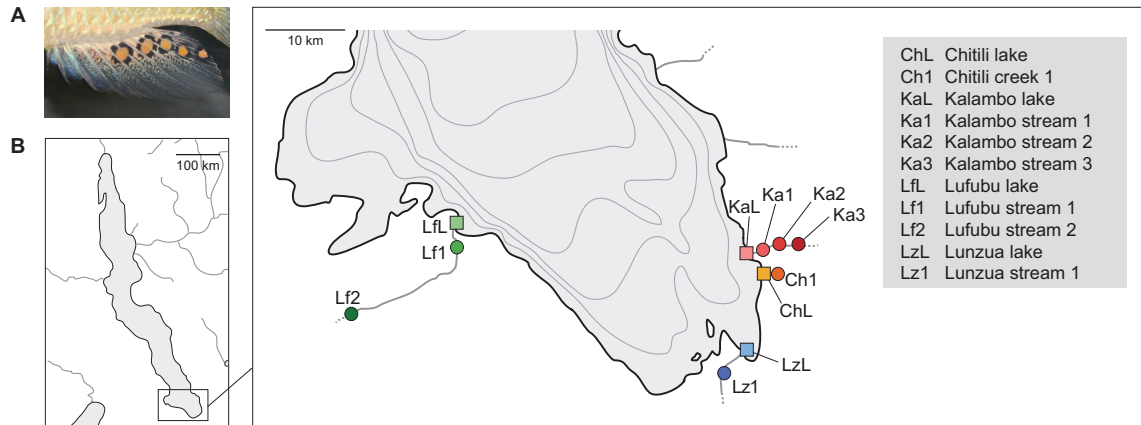 A
B
100 km
10 km
LfL
Lf1
Lf2
KaL
Ka1
Ka2
Ka3
Ch1
ChL
LzL
Lz1
ChL Chitili lake
Ch1 Chitili creek 1
KaL Kalambo lake
Ka1 Kalambo stream 1
Ka2 Kalambo stream 2
Ka3 Kalambo stream 3
LfL Lufubu lake
Lf1 Lufubu stream 1
Lf2 Lufubu stream 2
LzL Lunzua lake
Lz1 Lunzua stream 1